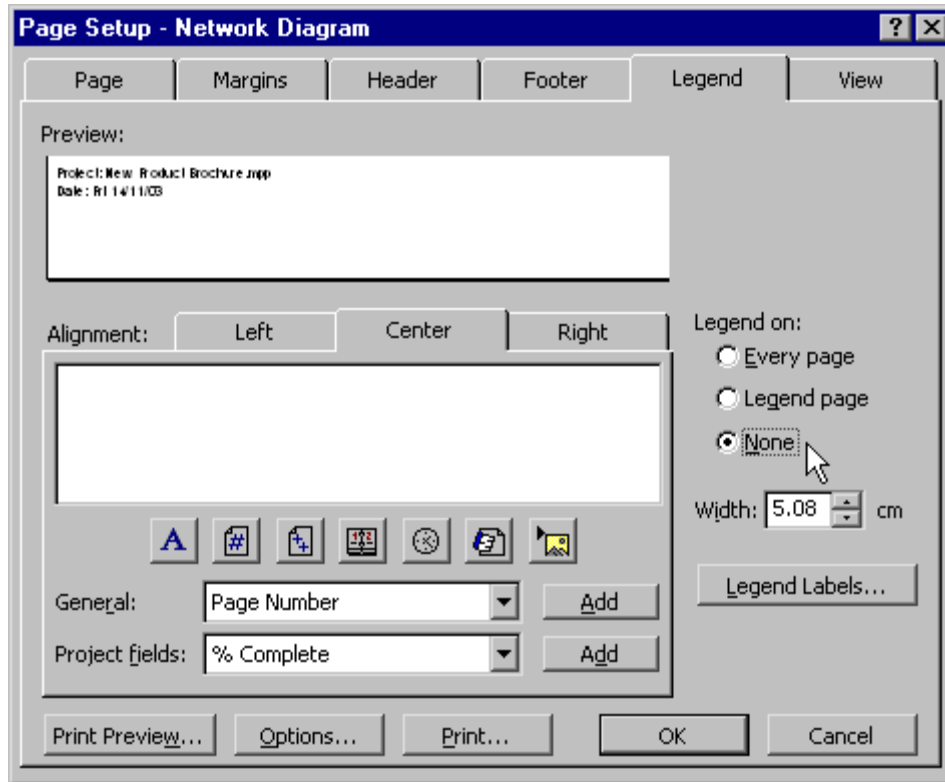 Page Setup - Network Diagram
Page Margins Header Footer Legend View
Preview:
Project: New Product Brochure.mpp
Date: Fri 14/11/03
Alignment: Left Center Right
Legend on:
Every page
Legend page
None
Width: 5.08 cm
Legend Labels...
General: Page Number Add
Project fields: % Complete Add
Print Preview... Options... Print... OK Cancel